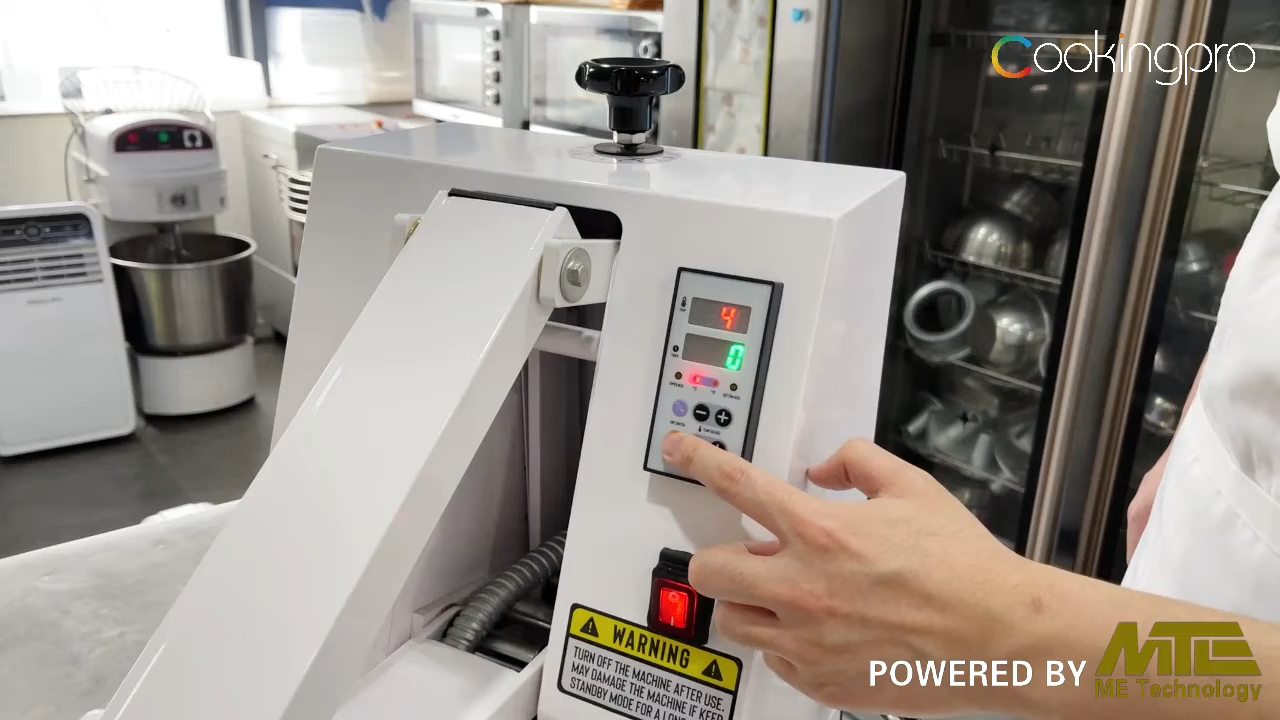 Cookingpro
4
0
WARNING
TURN OFF THE MACHINE AFTER USE.
MAY DAMAGE THE MACHINE IF KEEP
STANDBY MODE FOR A LONG
POWERED BY
MTE
ME Technology